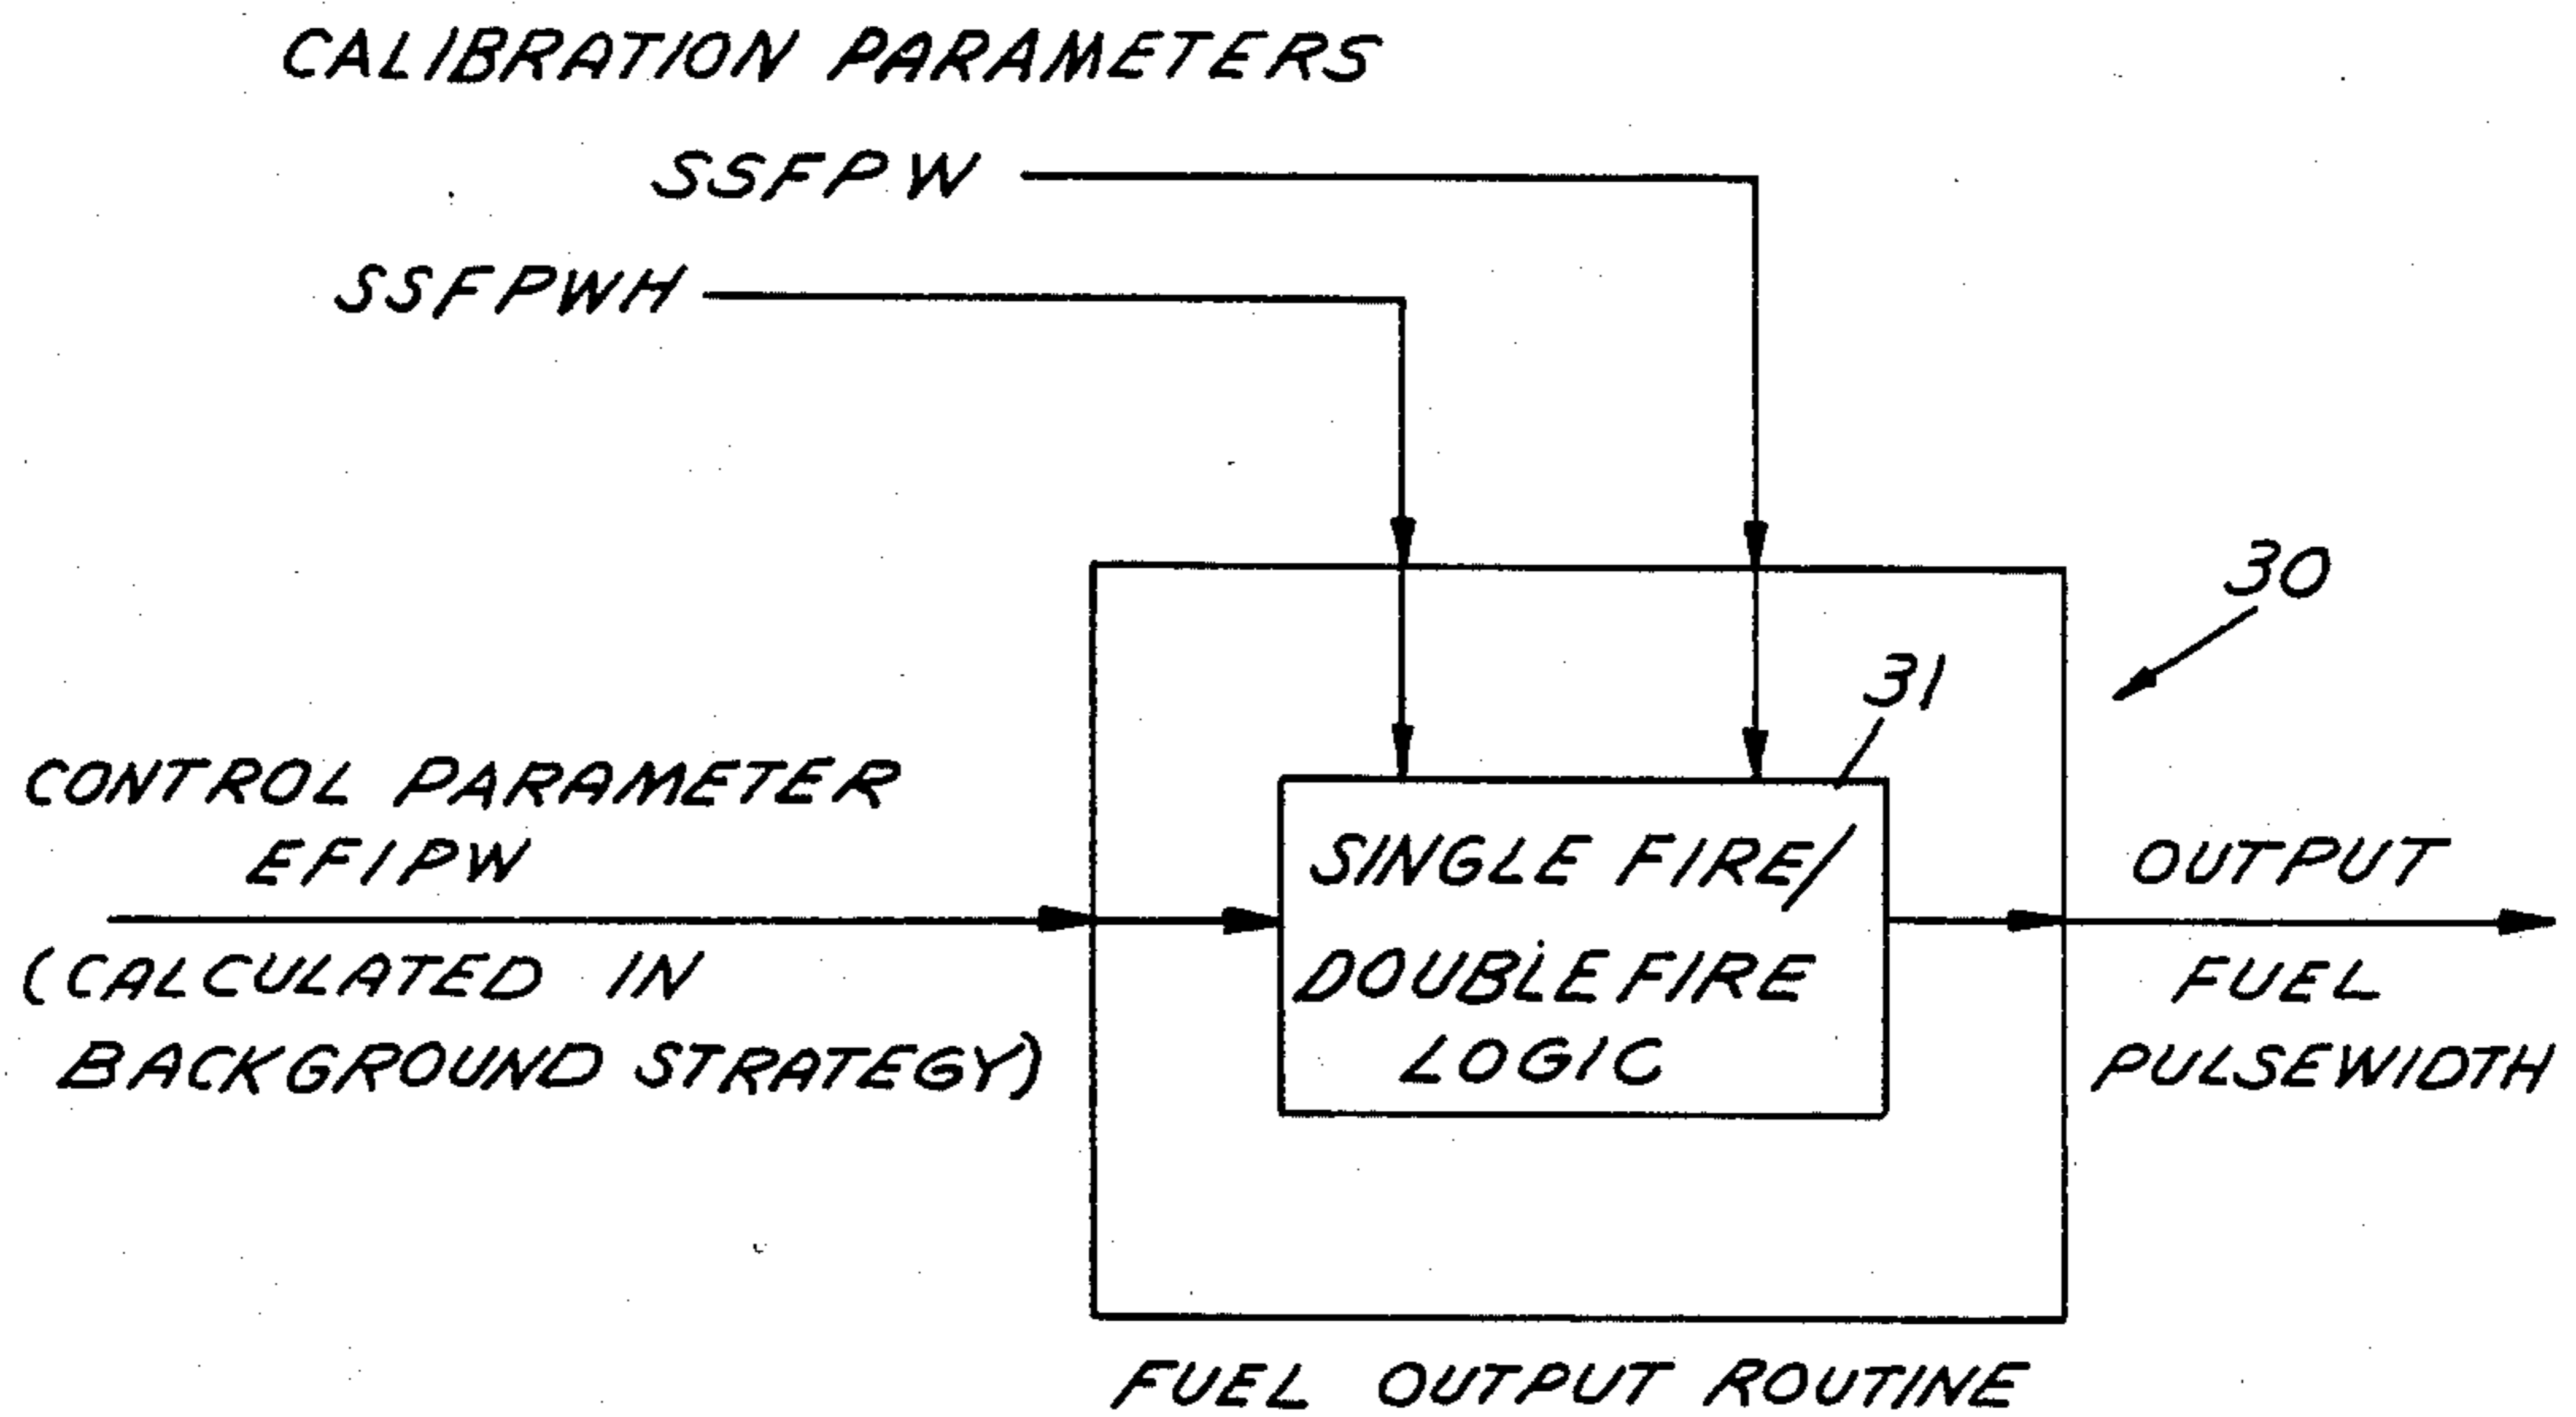 CALIBRATION PARAMETERS
SSFPW
SSFPWH
30
31
CONTROL PARAMETER
EFIPW
(CALCULATED IN
BACKGROUND STRATEGY)
SINGLE FIRE/
DOUBLE FIRE
LOGIC
OUTPUT
FUEL
PULSEWIDTH
FUEL OUTPUT ROUTINE